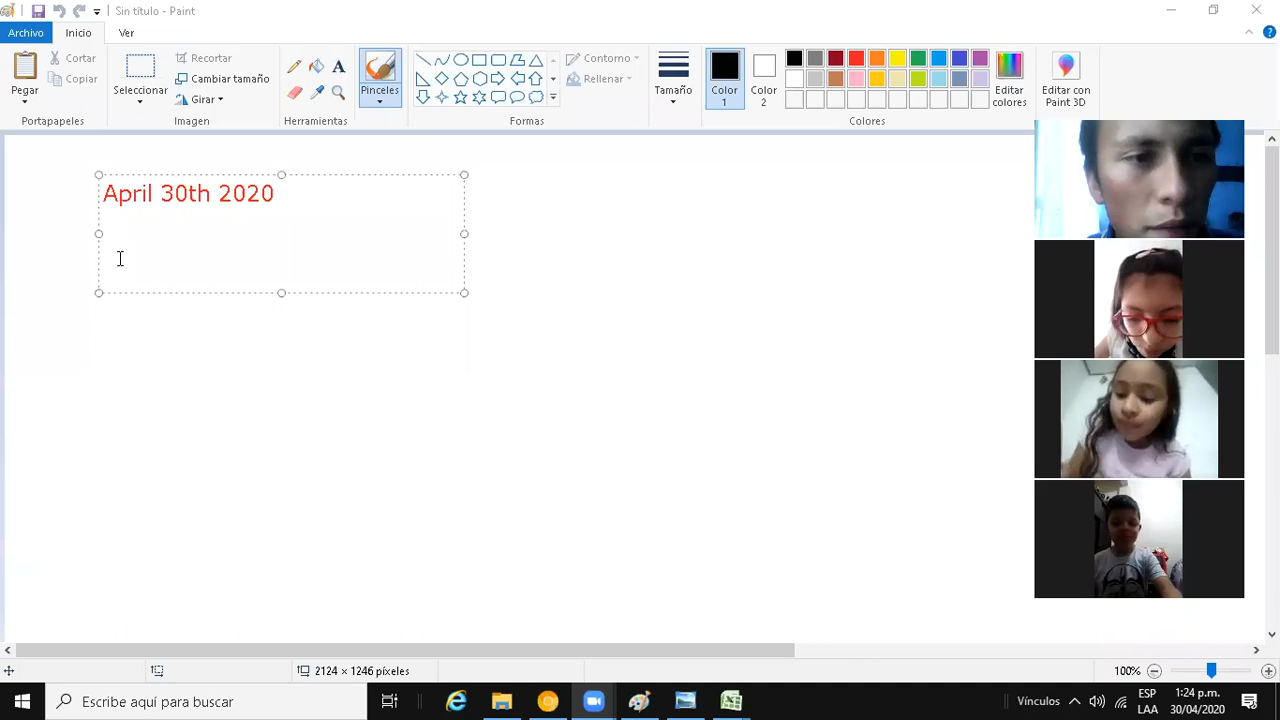 Sin título - Paint
Archivo Inicio Ver
Pegar
Cortar
Copiar
Portapapeles
Seleccionar
Recortar
Cambiar tamaño
Girar
Imagen
A
Herramientas
Pinceles
Contorno
Rellenar
Formas
Tamaño
Color 1
Color 2
Editar colores
Colores
Editar con Paint 3D
April 30th 2020
2124 × 1246 píxeles
100%
Escribe aquí para buscar
Vínculos
ESP
LAA
1:24 p.m.
30/04/2020